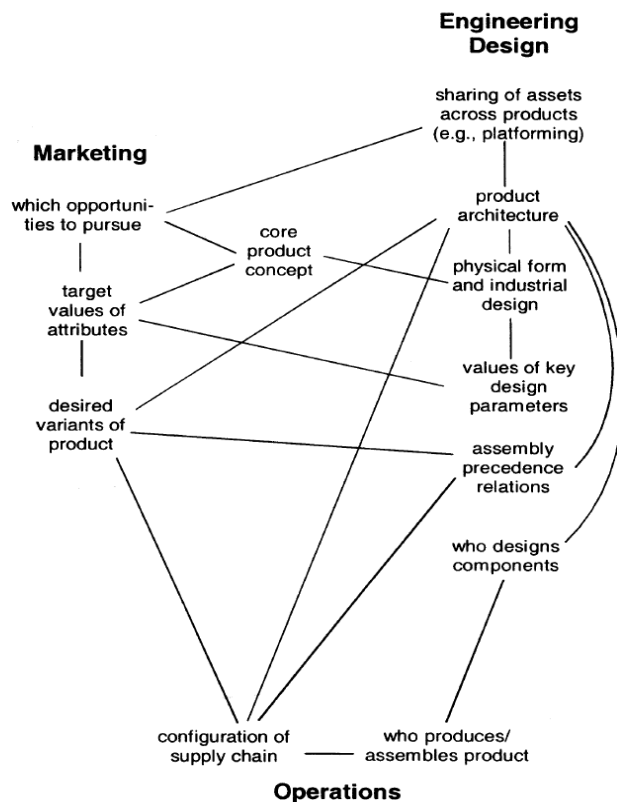 Engineering
Design
sharing of assets
across products
(e.g., platforming)
Marketing
which opportuni-
ties to pursue
product
architecture
core
product
concept
physical form
and industrial
design
target
values of
attributes
values of key
design
parameters
desired
variants of
product
assembly
precedence
relations
who designs
components
configuration of
supply chain
who produces/
assembles product
Operations